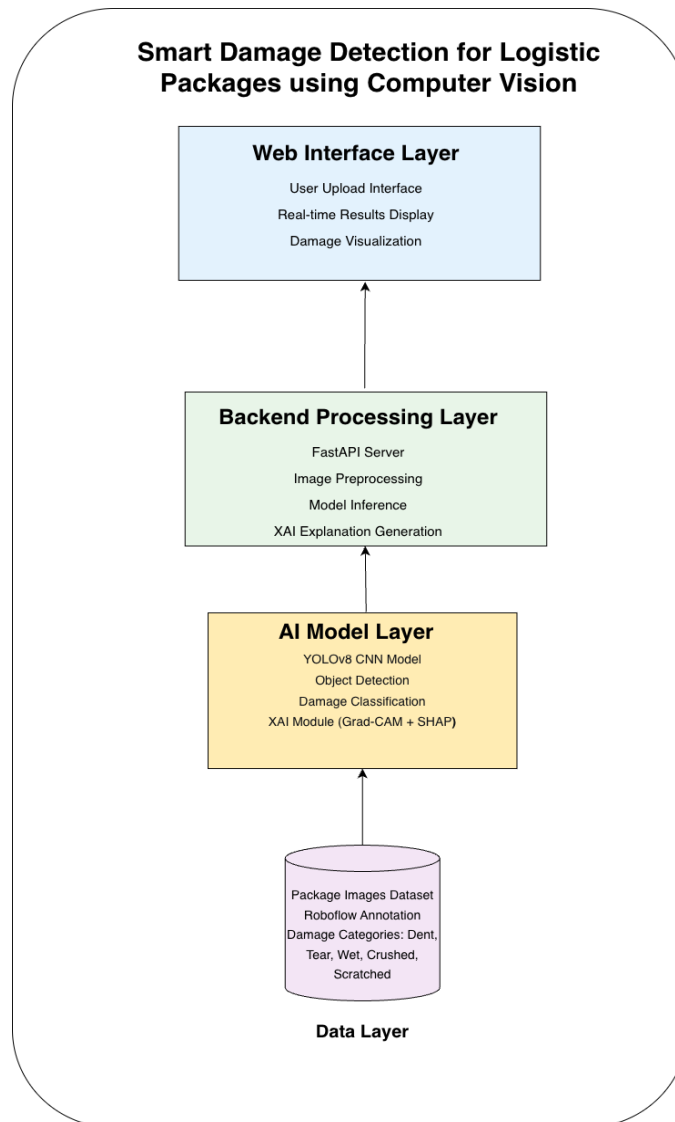 Smart Damage Detection for Logistic
Packages using Computer Vision
Web Interface Layer
User Upload Interface
Real-time Results Display
Damage Visualization
Backend Processing Layer
FastAPI Server
Image Preprocessing
Model Inference
XAI Explanation Generation
AI Model Layer
YOLOv8 CNN Model
Object Detection
Damage Classification
XAI Module (Grad-CAM + SHAP)
Package Images Dataset
Roboflow Annotation
Damage Categories: Dent,
Tear, Wet, Crushed,
Scratched
Data Layer